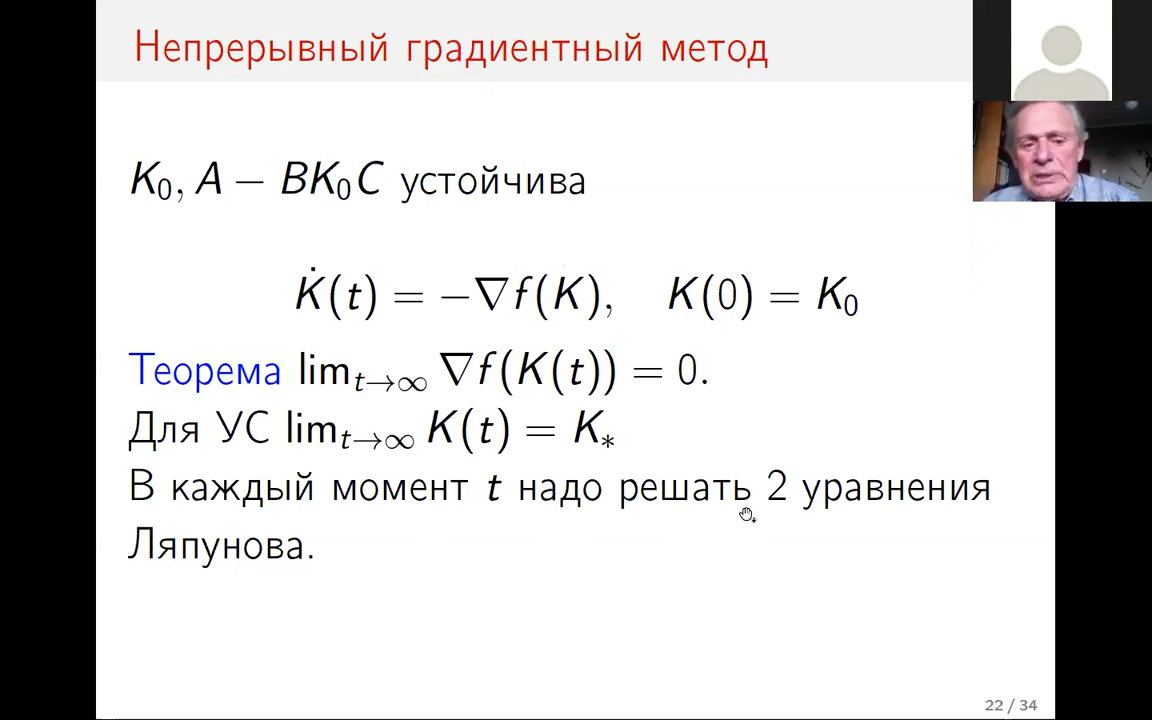 Непрерывный градиентный метод
K₀, A − BK₀C устойчива
K̇(t) = −∇f(K), K(0) = K₀
Теорема lim_{t→∞} ∇f(K(t)) = 0.
Для УС lim_{t→∞} K(t) = K_*
В каждый момент t надо решать 2 уравнения
Ляпунова.
22 / 34